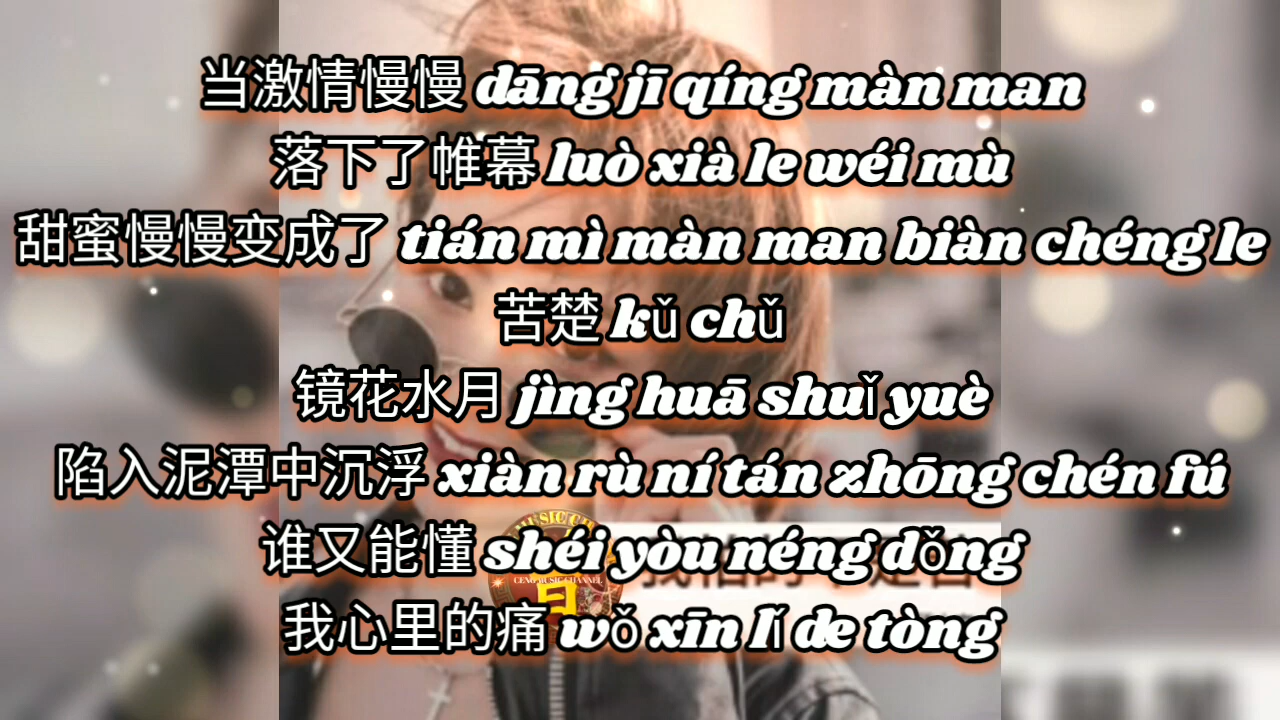 当激情慢慢 dāng jī qíng màn man
落下了帷幕 luò xià le wéi mù
甜蜜慢慢变成了 tián mì màn man biàn chéng le
苦楚 kǔ chǔ
镜花水月 jìng huā shuǐ yuè
陷入泥潭中沉浮 xiàn rù ní tán zhōng chén fú
谁又能懂 shéi yòu néng dǒng
我心里的痛 wǒ xīn lǐ de tòng
CENG MUSIC CHANNEL